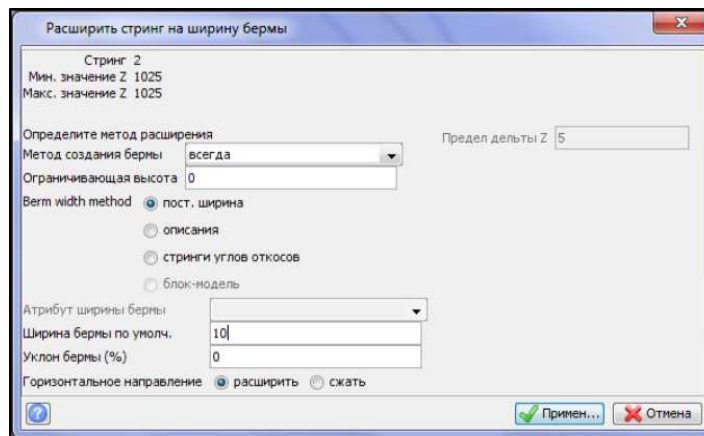 Расширить стринг на ширину бермы
Стринг 2
Мин. значение Z 1025
Макс. значение Z 1025
Определите метод расширения
Предел дельты Z 5
Метод создания бермы всегда
Ограничивающая высота 0
Berm width method пост. ширина
описания
стринги углов откосов
блок-модель
Атрибут ширины бермы
Ширина бермы по умолч. 10
Уклон бермы (%) 0
Горизонтальное направление расширить сжать
? Примен... Отмена